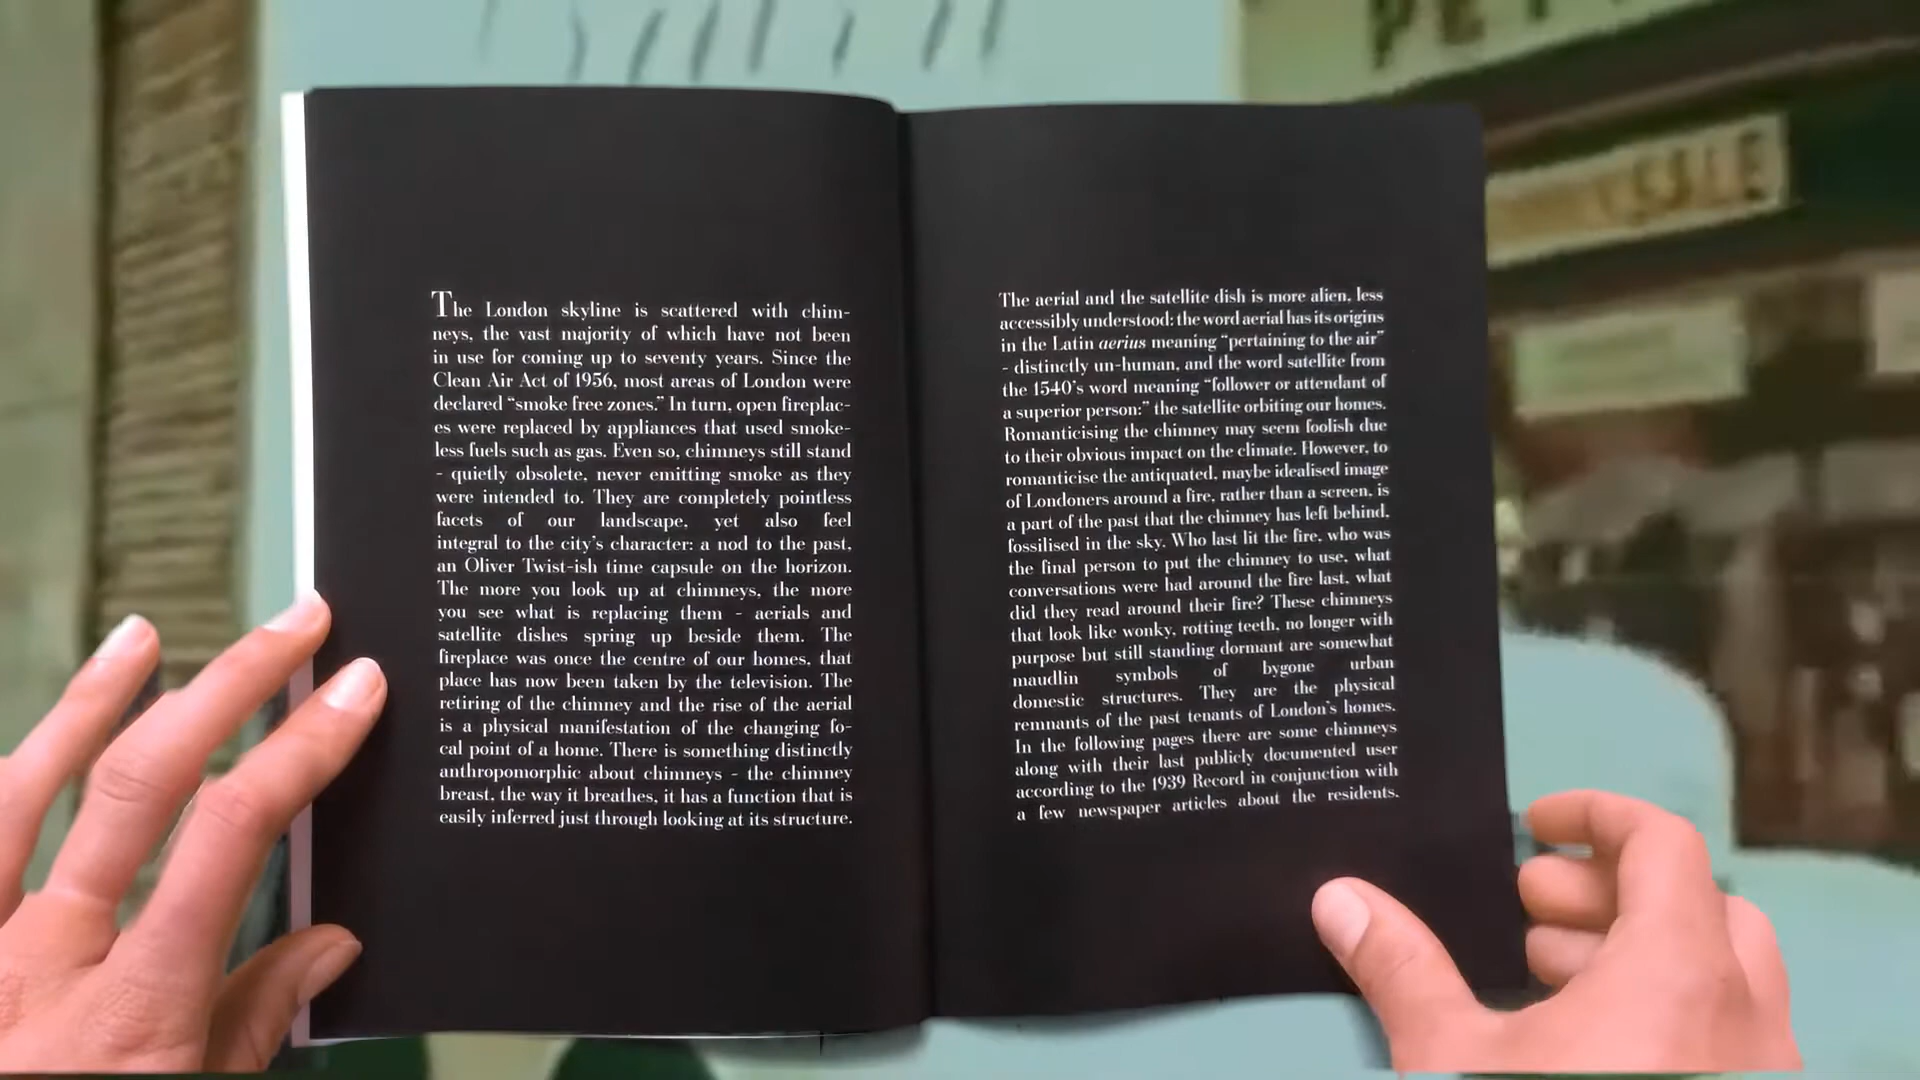 The London skyline is scattered with chim-
neys, the vast majority of which have not been
in use for coming up to seventy years. Since the
Clean Air Act of 1956, most areas of London were
declared “smoke free zones.” In turn, open fireplac-
es were replaced by appliances that used smoke-
less fuels such as gas. Even so, chimneys still stand
- quietly obsolete, never emitting smoke as they
were intended to. They are completely pointless
facets of our landscape, yet also feel
integral to the city’s character: a nod to the past,
an Oliver Twist-ish time capsule on the horizon.
The more you look up at chimneys, the more
you see what is replacing them - aerials and
satellite dishes spring up beside them. The
fireplace was once the centre of our homes, that
place has now been taken by the television. The
retiring of the chimney and the rise of the aerial
is a physical manifestation of the changing fo-
cal point of a home. There is something distinctly
anthropomorphic about chimneys - the chimney
breast, the way it breathes, it has a function that is
easily inferred just through looking at its structure.
The aerial and the satellite dish is more alien, less
accessibly understood: the word aerial has its origins
in the Latin aerius meaning “pertaining to the air”
- distinctly un-human, and the word satellite from
the 1540’s word meaning “follower or attendant of
a superior person:” the satellite orbiting our homes.
Romanticising the chimney may seem foolish due
to their obvious impact on the climate. However, to
romanticise the antiquated, maybe idealised image
of Londoners around a fire, rather than a screen, is
a part of the past that the chimney has left behind,
fossilised in the sky. Who last lit the fire, who was
the final person to put the chimney to use, what
conversations were had around the fire last, what
did they read around their fire? These chimneys
that look like wonky, rotting teeth, no longer with
purpose but still standing dormant are somewhat
maudlin symbols of bygone urban
domestic structures. They are the physical
remnants of the past tenants of London’s homes.
In the following pages there are some chimneys
along with their last publicly documented user
according to the 1939 Record in conjunction with
a few newspaper articles about the residents.